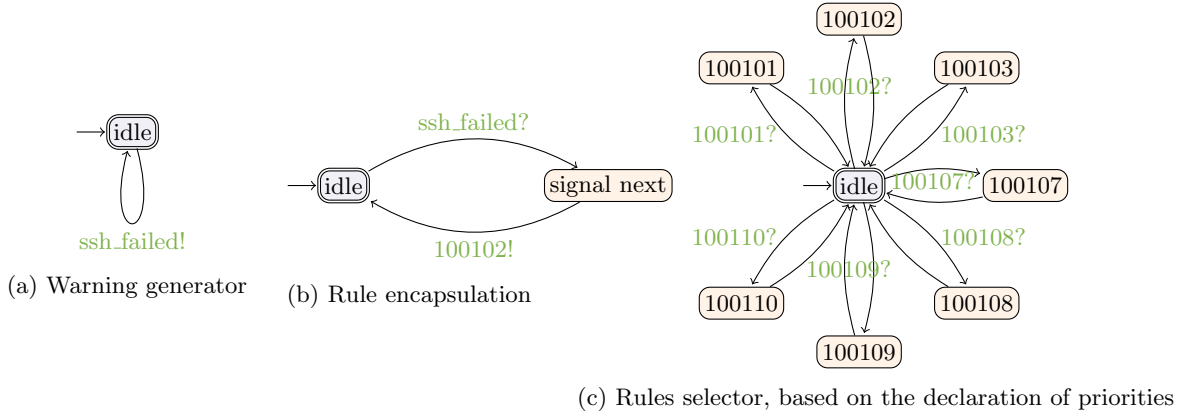 idle
ssh_failed!
(a) Warning generator
ssh_failed?
idle
signal next
100102!
(b) Rule encapsulation
100102
100101
100103
100102?
100101?
100103?
idle
100107?
100107
100110?
100108?
100109?
100110
100108
100109
(c) Rules selector, based on the declaration of priorities